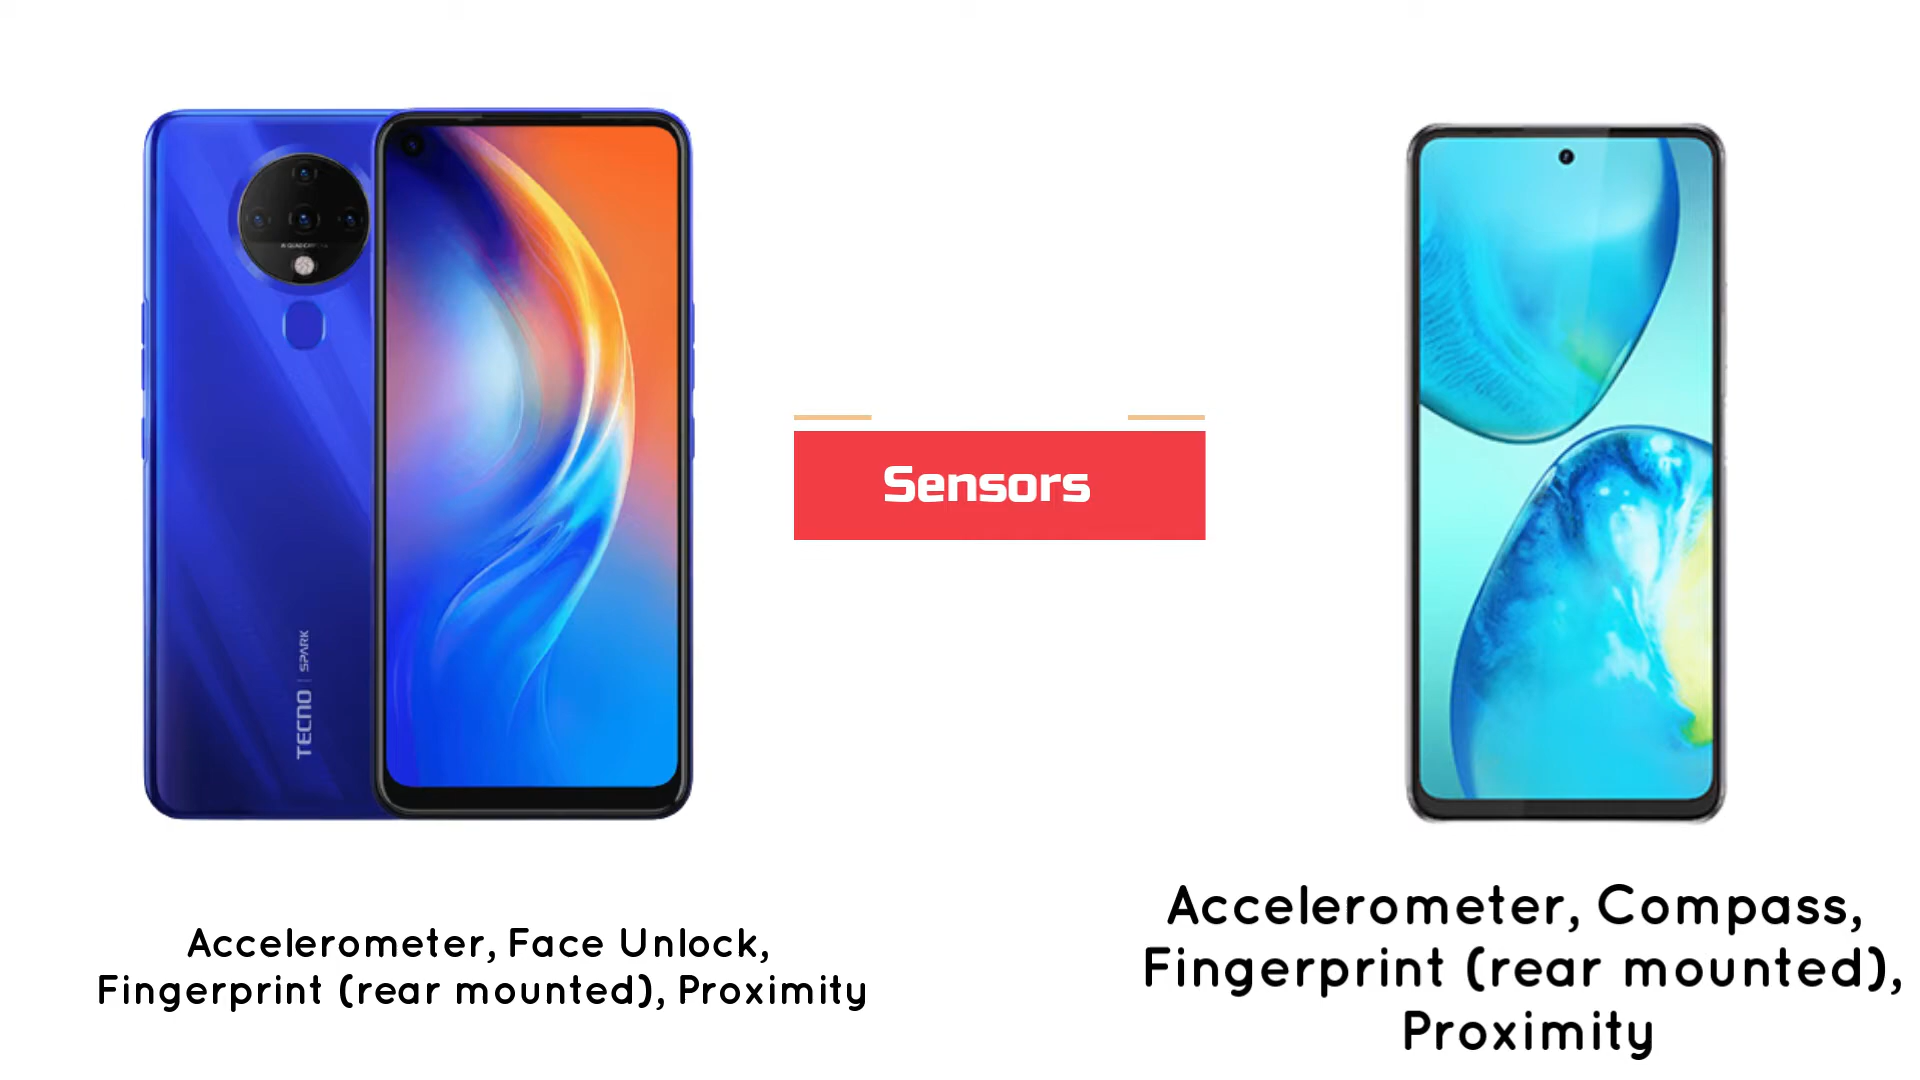 TECNO | SPARK
Sensors
Accelerometer, Face Unlock,
Fingerprint (rear mounted), Proximity
Accelerometer, Compass,
Fingerprint (rear mounted),
Proximity